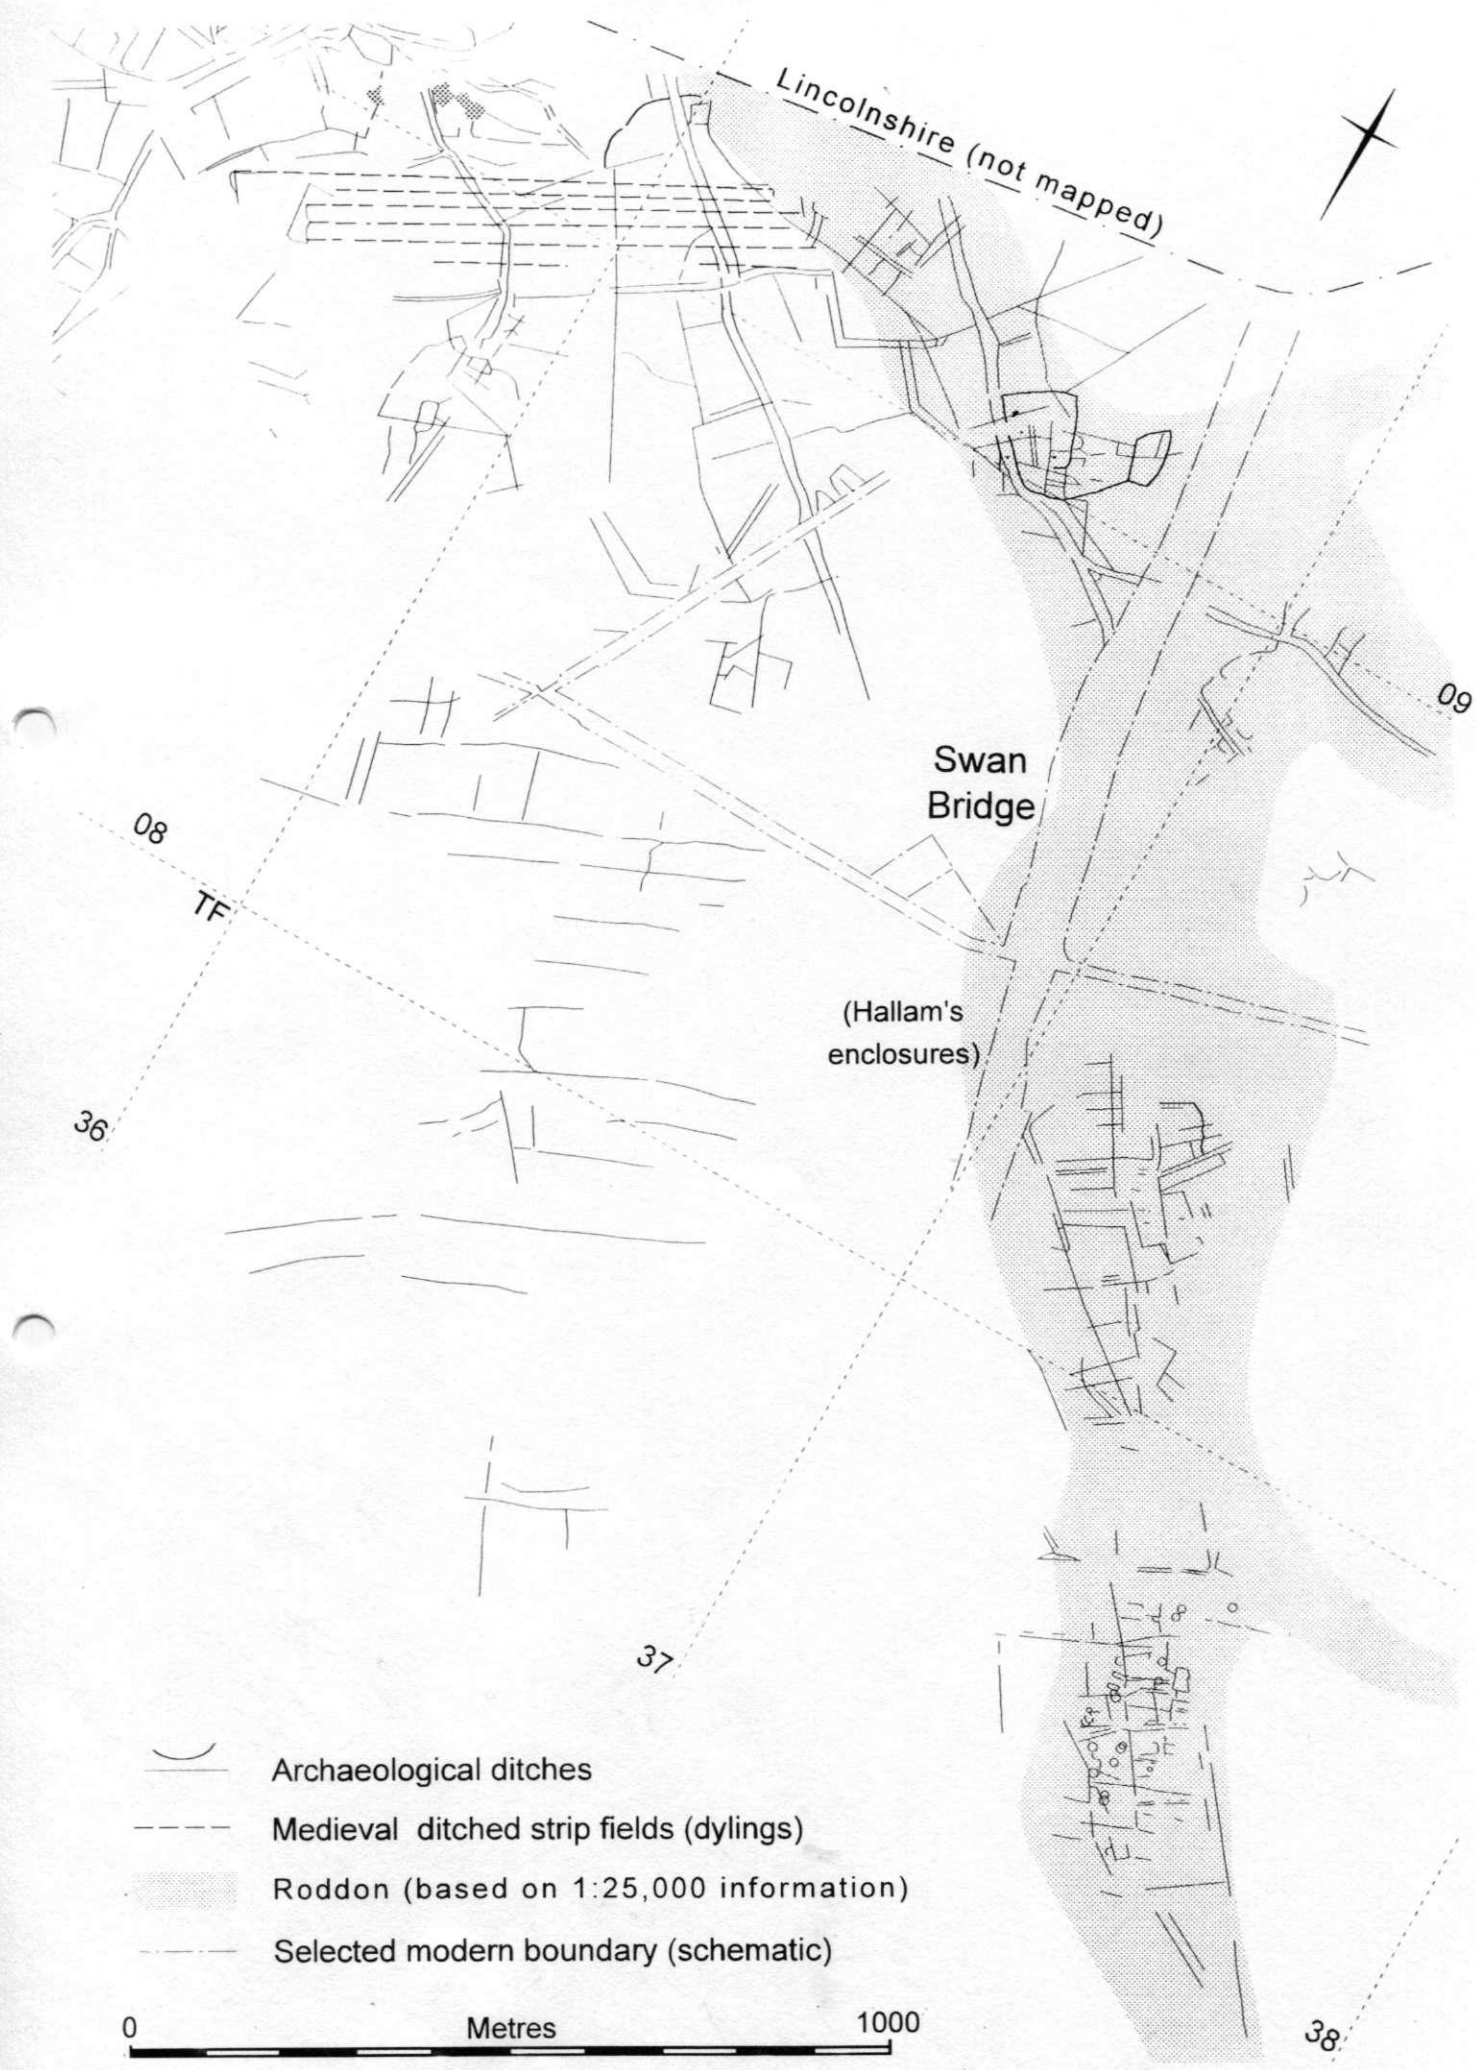 Lincolnshire (not mapped)
09
Swan
Bridge
08
TF
(Hallam's
enclosures)
36
37
Archaeological ditches
Medieval ditched strip fields (dylings)
Roddon (based on 1:25,000 information)
Selected modern boundary (schematic)
0 Metres 1000
38